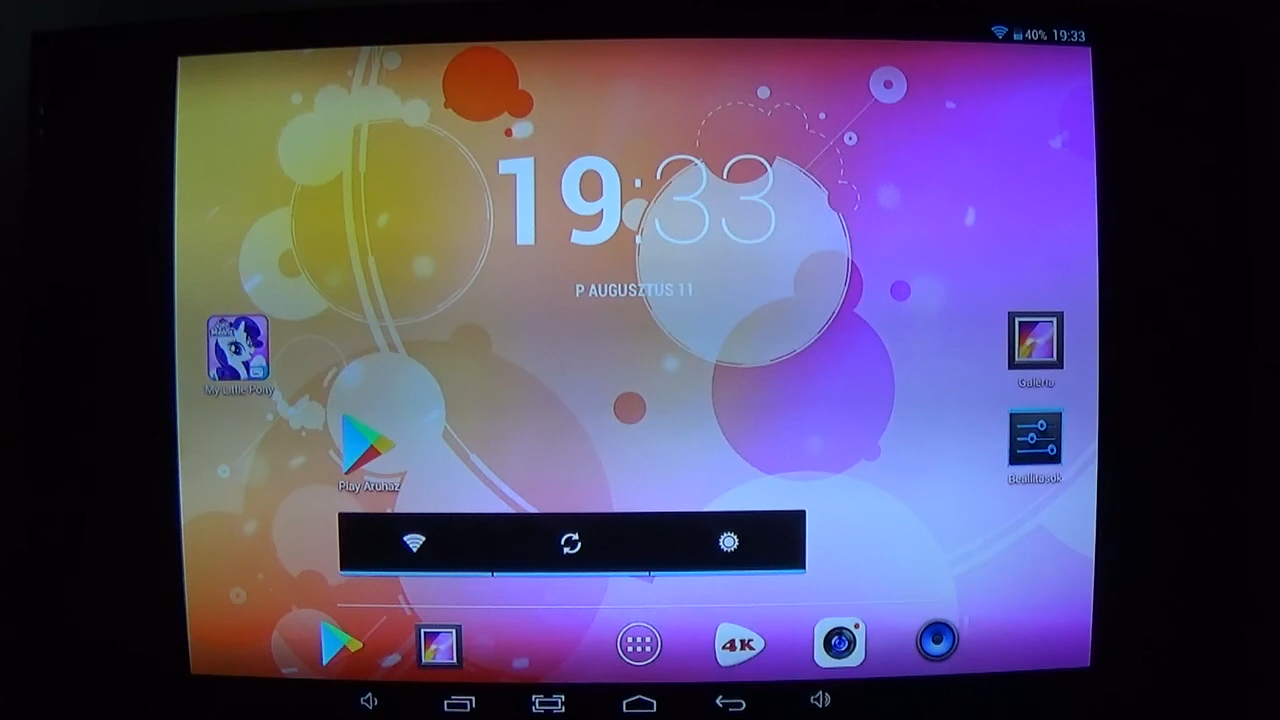 40% 19:33
19:33
P AUGUSZTUS 11
My Little Pony
Galéria
Play Áruház
Beállítások
4K